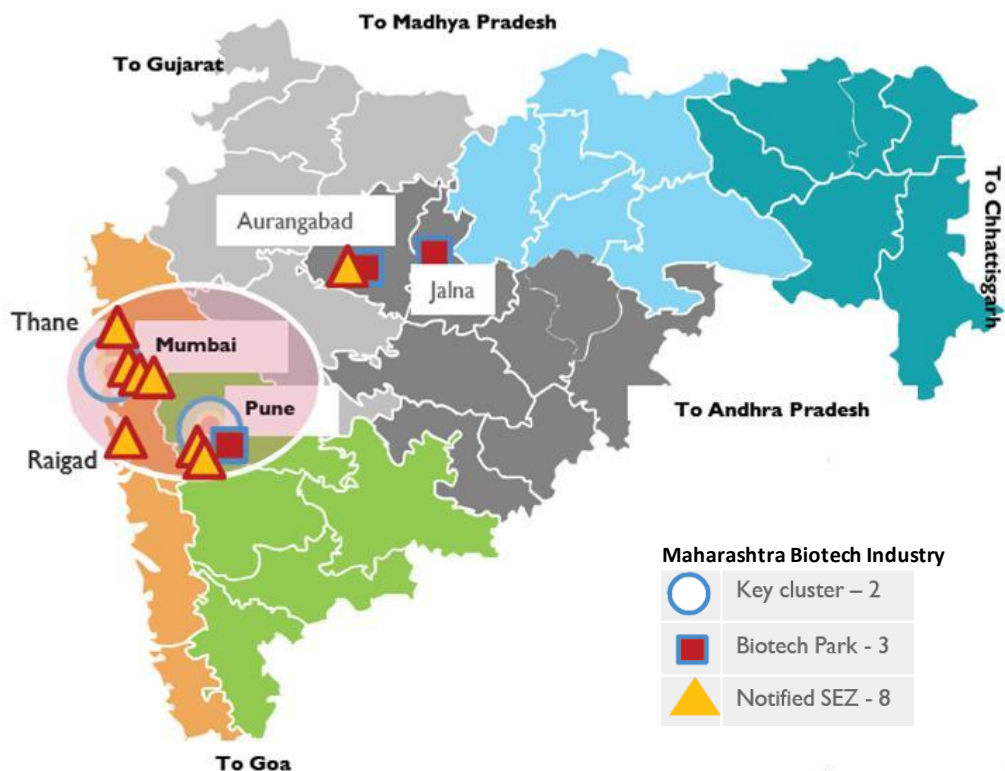 To Madhya Pradesh
To Gujarat
To Chhattisgarh
Aurangabad
Jalna
Thane
Mumbai
Pune
To Andhra Pradesh
Raigad
Maharashtra Biotech Industry
Key cluster – 2
Biotech Park - 3
Notified SEZ - 8
To Goa